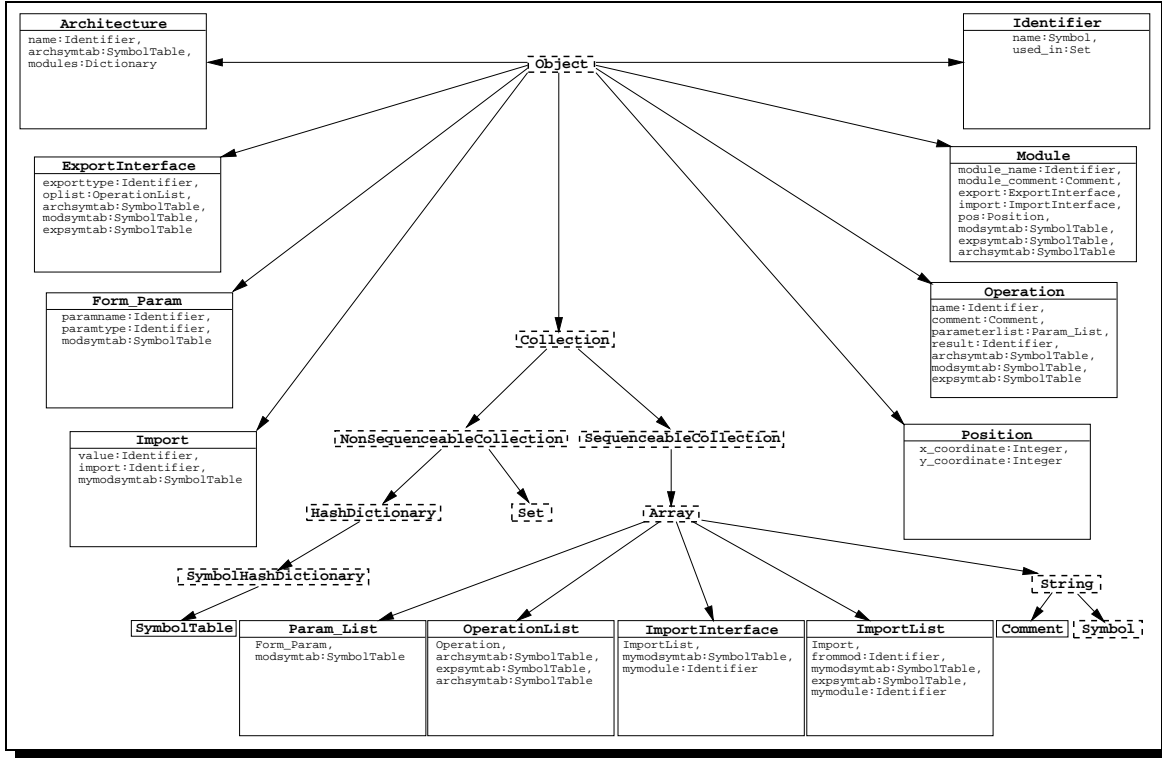 Architecture
name:Identifier,
archsymtab:SymbolTable,
modules:Dictionary
Identifier
name:Symbol,
used_in:Set
Object
ExportInterface
exporttype:Identifier,
oplist:OperationList,
archsymtab:SymbolTable,
modsymtab:SymbolTable,
expsymtab:SymbolTable
Module
module_name:Identifier,
module_comment:Comment,
export:ExportInterface,
import:ImportInterface,
pos:Position,
modsymtab:SymbolTable,
expsymtab:SymbolTable,
archsymtab:SymbolTable
Form_Param
paramname:Identifier,
paramtype:Identifier,
modsymtab:SymbolTable
Operation
name:Identifier,
comment:Comment,
parameterlist:Param_List,
result:Identifier,
archsymtab:SymbolTable,
modsymtab:SymbolTable,
expsymtab:SymbolTable
Collection
Import
value:Identifier,
import:Identifier,
mymodsymtab:SymbolTable
NonSequenceableCollection
SequenceableCollection
Position
x_coordinate:Integer,
y_coordinate:Integer
HashDictionary
Set
Array
SymbolHashDictionary
String
SymbolTable
Param_List
Form_Param,
modsymtab:SymbolTable
OperationList
Operation,
archsymtab:SymbolTable,
expsymtab:SymbolTable,
archsymtab:SymbolTable
ImportInterface
ImportList,
mymodsymtab:SymbolTable,
mymodule:Identifier
ImportList
Import,
frommod:Identifier,
mymodsymtab:SymbolTable,
expsymtab:SymbolTable,
mymodule:Identifier
Comment
Symbol